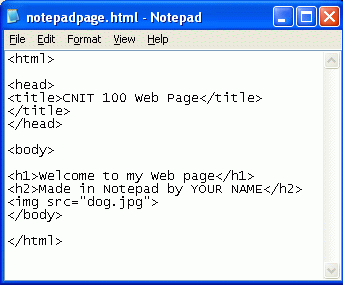 notepadpage.html - Notepad
File Edit Format View Help
<html>
<head>
<title>CNIT 100 Web Page</title>
</title>
</head>
<body>
<h1>Welcome to my Web page</h1>
<h2>Made in Notepad by YOUR NAME</h2>
<img src="dog.jpg">
</body>
</html>